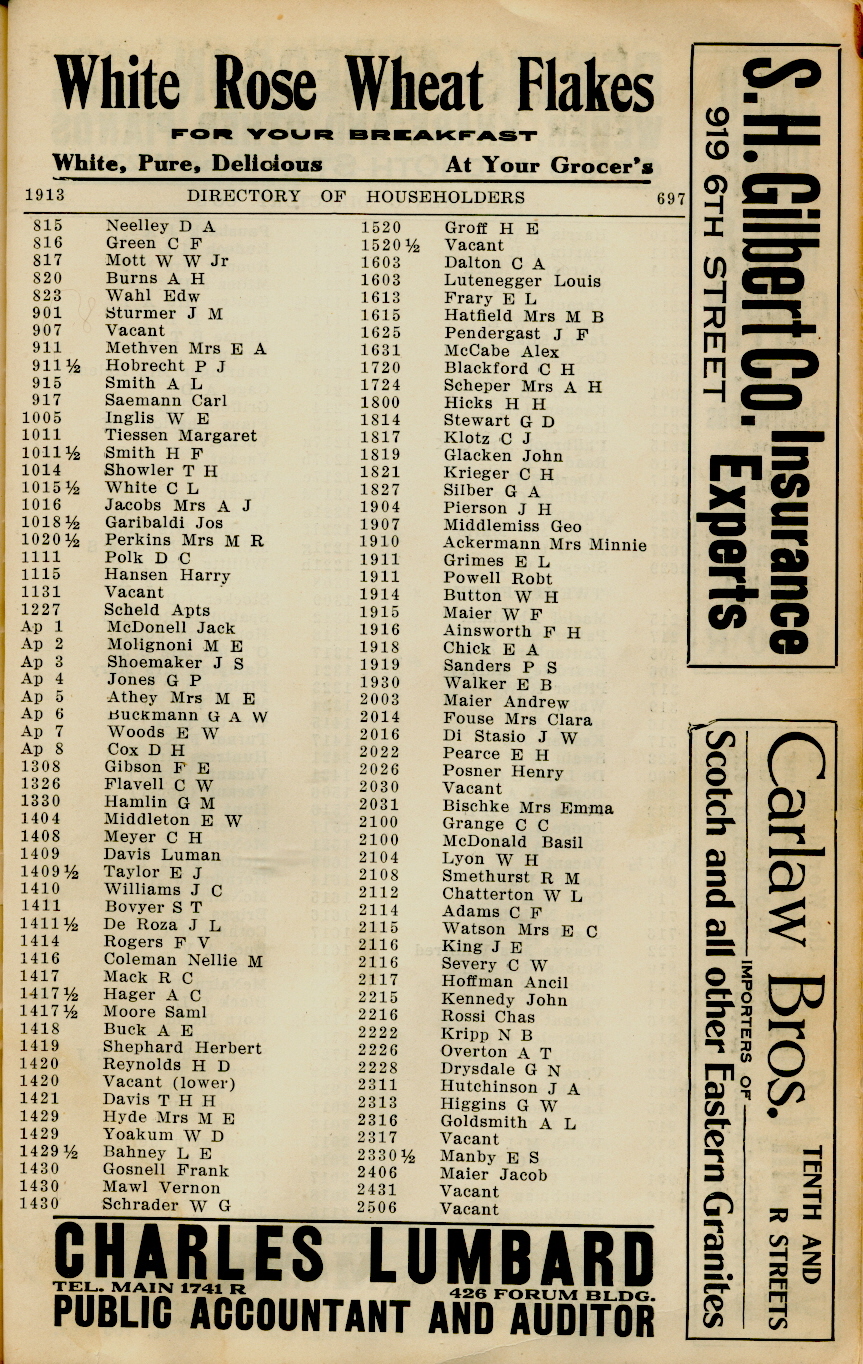 White Rose Wheat Flakes
FOR YOUR BREAKFAST
White, Pure, Delicious At Your Grocer's
1913 DIRECTORY OF HOUSEHOLDERS 697
815 Neelley D A
816 Green C F
817 Mott W W Jr
820 Burns A H
823 Wahl Edw
901 Sturmer J M
907 Vacant
911 Methven Mrs E A
911½ Hobrecht P J
915 Smith A L
917 Saemann Carl
1005 Inglis W E
1011 Tiessen Margaret
1011½ Smith H F
1014 Showler T H
1015½ White C L
1016 Jacobs Mrs A J
1018½ Garibaldi Jos
1020½ Perkins Mrs M R
1111 Polk D C
1115 Hansen Harry
1131 Vacant
1227 Scheld Apts
Ap 1 McDonell Jack
Ap 2 Molignoni M E
Ap 3 Shoemaker J S
Ap 4 Jones G P
Ap 5 Athey Mrs M E
Ap 6 Buckmann G A W
Ap 7 Woods E W
Ap 8 Cox D H
1308 Gibson F E
1326 Flavell C W
1330 Hamlin G M
1404 Middleton E W
1408 Meyer C H
1409 Davis Luman
1409½ Taylor E J
1410 Williams J C
1411 Bovyer S T
1411½ De Roza J L
1414 Rogers F V
1416 Coleman Nellie M
1417 Mack R C
1417½ Hager A C
1417½ Moore Saml
1418 Buck A E
1419 Shephard Herbert
1420 Reynolds H D
1420 Vacant (lower)
1421 Davis T H H
1429 Hyde Mrs M E
1429 Yoakum W D
1429½ Bahney L E
1430 Gosnell Frank
1430 Mawl Vernon
1430 Schrader W G
1520 Groff H E
1520½ Vacant
1603 Dalton C A
1603 Lutenegger Louis
1613 Frary E L
1615 Hatfield Mrs M B
1625 Pendergast J F
1631 McCabe Alex
1720 Blackford C H
1724 Scheper Mrs A H
1800 Hicks H H
1814 Stewart G D
1817 Klotz C J
1819 Glacken John
1821 Krieger C H
1827 Silber G A
1904 Pierson J H
1907 Middlemiss Geo
1910 Ackermann Mrs Minnie
1911 Grimes E L
1911 Powell Robt
1914 Button W H
1915 Maier W F
1916 Ainsworth F H
1918 Chick E A
1919 Sanders P S
1930 Walker E B
2003 Maier Andrew
2014 Fouse Mrs Clara
2016 Di Stasio J W
2022 Pearce E H
2026 Posner Henry
2030 Vacant
2031 Bischke Mrs Emma
2100 Grange C C
2100 McDonald Basil
2104 Lyon W H
2108 Smethurst R M
2112 Chatterton W L
2114 Adams C F
2115 Watson Mrs E C
2116 King J E
2116 Severy C W
2117 Hoffman Ancil
2215 Kennedy John
2216 Rossi Chas
2222 Kripp N B
2226 Overton A T
2228 Drysdale G N
2311 Hutchinson J A
2313 Higgins G W
2316 Goldsmith A L
2317 Vacant
2330½ Manby E S
2406 Maier Jacob
2431 Vacant
2506 Vacant
CHARLES LUMBARD
TEL. MAIN 1741 R 426 FORUM BLDG.
PUBLIC ACCOUNTANT AND AUDITOR
S. H. Gilbert Co. Insurance
919 6TH STREET Experts
Carlaw Bros. TENTH AND
R STREETS
IMPORTERS OF
Scotch and all other Eastern Granites